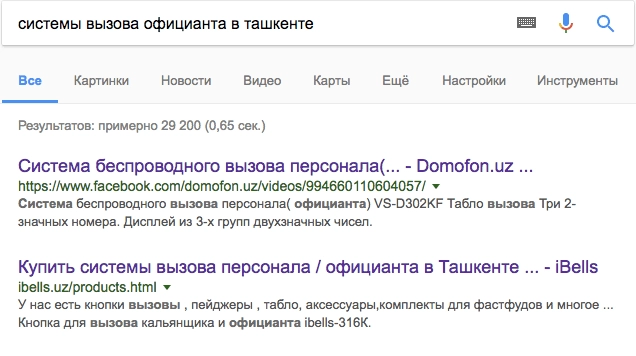 системы вызова официанта в ташкенте
Все Картинки Новости Видео Карты Ещё Настройки Инструменты
Результатов: примерно 29 200 (0,65 сек.)
Система беспроводного вызова персонала(... - Domofon.uz ...
https://www.facebook.com/domofon.uz/videos/994660110604057/
Система беспроводного вызова персонала( официанта) VS-D302KF Табло вызова Три 2-
значных номера. Дисплей из 3-х групп двухзначных чисел.
Купить системы вызова персонала / официанта в Ташкенте ... - iBells
ibells.uz/products.html
У нас есть кнопки вызовы , пейджеры , табло, аксессуары,комплекты для фастфудов и многое ...
Кнопка для вызова кальянщика и официанта ibells-316К.